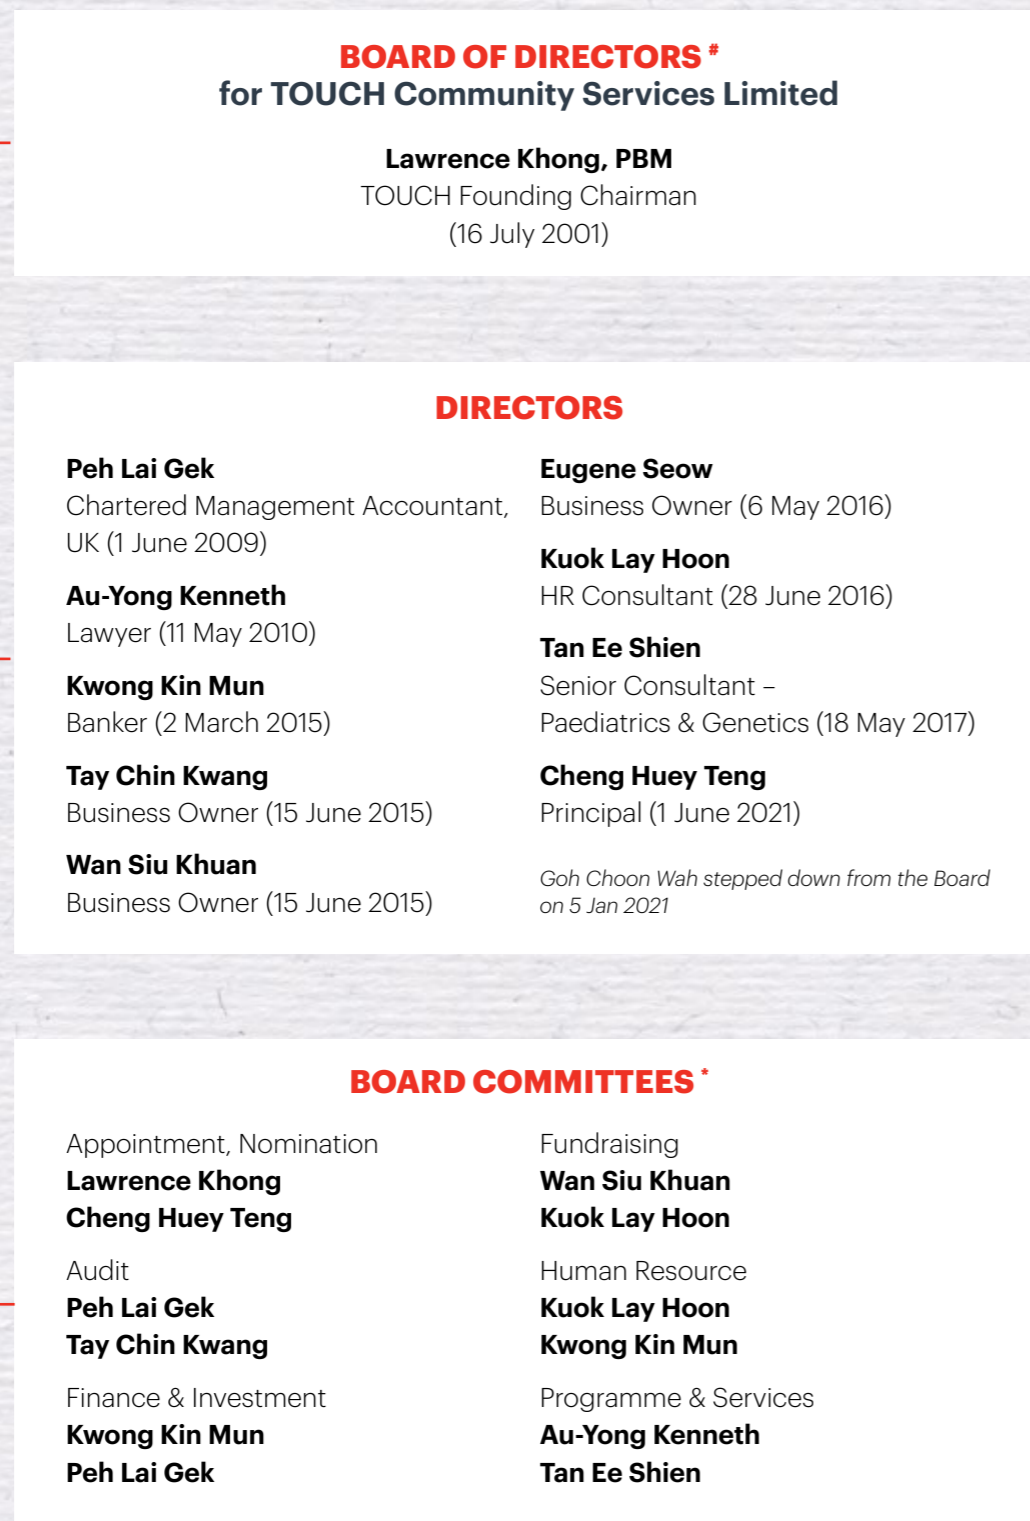 BOARD OF DIRECTORS #
for TOUCH Community Services Limited
Lawrence Khong, PBM
TOUCH Founding Chairman
(16 July 2001)
DIRECTORS
Peh Lai Gek
Chartered Management Accountant,
UK (1 June 2009)
Au-Yong Kenneth
Lawyer (11 May 2010)
Kwong Kin Mun
Banker (2 March 2015)
Tay Chin Kwang
Business Owner (15 June 2015)
Wan Siu Khuan
Business Owner (15 June 2015)
Eugene Seow
Business Owner (6 May 2016)
Kuok Lay Hoon
HR Consultant (28 June 2016)
Tan Ee Shien
Senior Consultant –
Paediatrics & Genetics (18 May 2017)
Cheng Huey Teng
Principal (1 June 2021)
Goh Choon Wah stepped down from the Board
on 5 Jan 2021
BOARD COMMITTEES *
Appointment, Nomination
Lawrence Khong
Cheng Huey Teng
Audit
Peh Lai Gek
Tay Chin Kwang
Finance & Investment
Kwong Kin Mun
Peh Lai Gek
Fundraising
Wan Siu Khuan
Kuok Lay Hoon
Human Resource
Kuok Lay Hoon
Kwong Kin Mun
Programme & Services
Au-Yong Kenneth
Tan Ee Shien